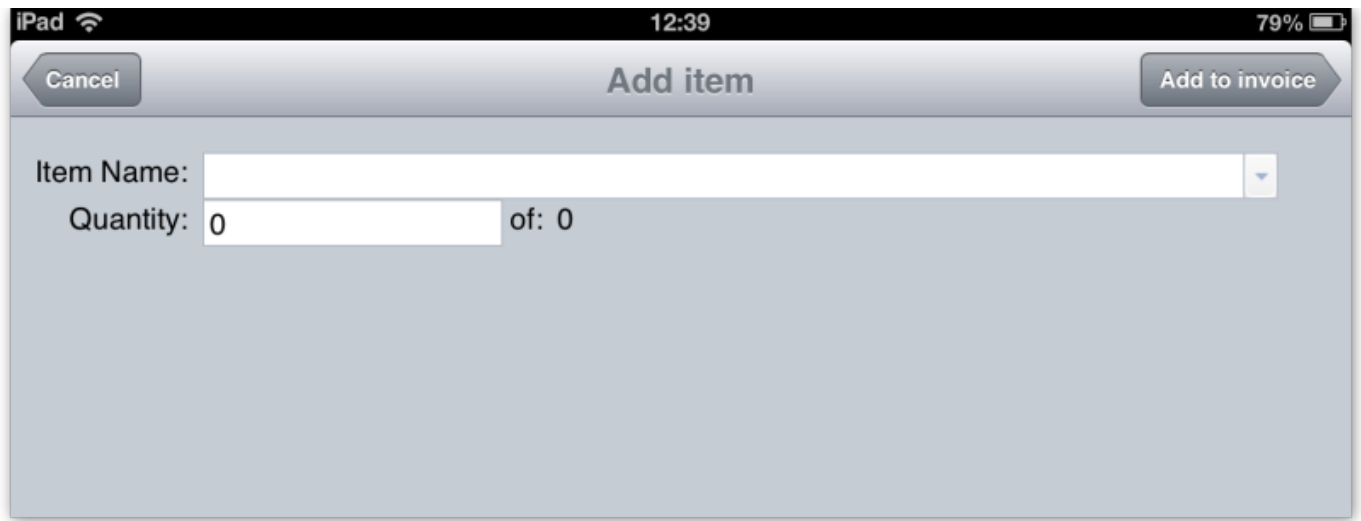 iPad 12:39 79%
Cancel Add item Add to invoice
Item Name:
Quantity: 0 of: 0